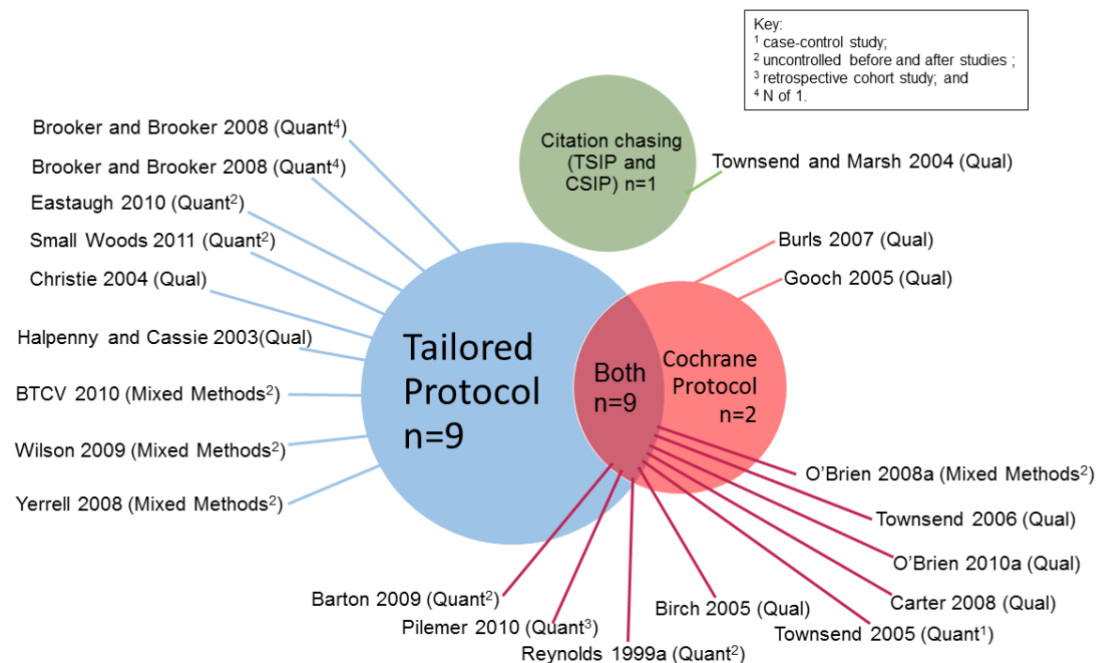 Key:
¹ case-control study;
² uncontrolled before and after studies ;
³ retrospective cohort study; and
⁴ N of 1.
Citation chasing
(TSIP and
CSIP) n=1
Townsend and Marsh 2004 (Qual)
Brooker and Brooker 2008 (Quant⁴)
Brooker and Brooker 2008 (Quant⁴)
Eastaugh 2010 (Quant²)
Small Woods 2011 (Quant²)
Christie 2004 (Qual)
Halpenny and Cassie 2003(Qual)
BTCV 2010 (Mixed Methods²)
Wilson 2009 (Mixed Methods²)
Yerrell 2008 (Mixed Methods²)
Tailored
Protocol
n=9
Both
n=9
Cochrane
Protocol
n=2
Burls 2007 (Qual)
Gooch 2005 (Qual)
O’Brien 2008a (Mixed Methods²)
Townsend 2006 (Qual)
O’Brien 2010a (Qual)
Carter 2008 (Qual)
Townsend 2005 (Quant¹)
Birch 2005 (Qual)
Barton 2009 (Quant²)
Pilemer 2010 (Quant³)
Reynolds 1999a (Quant²)